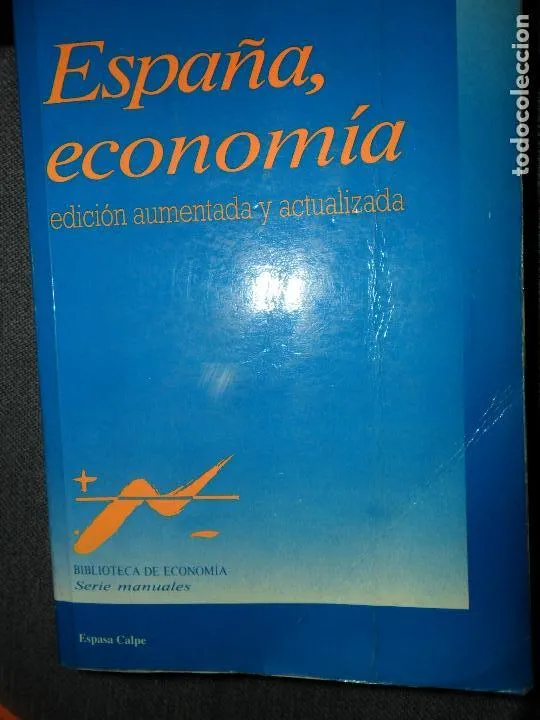 España,
economía
edición aumentada y actualizada
+
-
BIBLIOTECA DE ECONOMÍA
Serie manuales
Espasa Calpe
todocoleccion